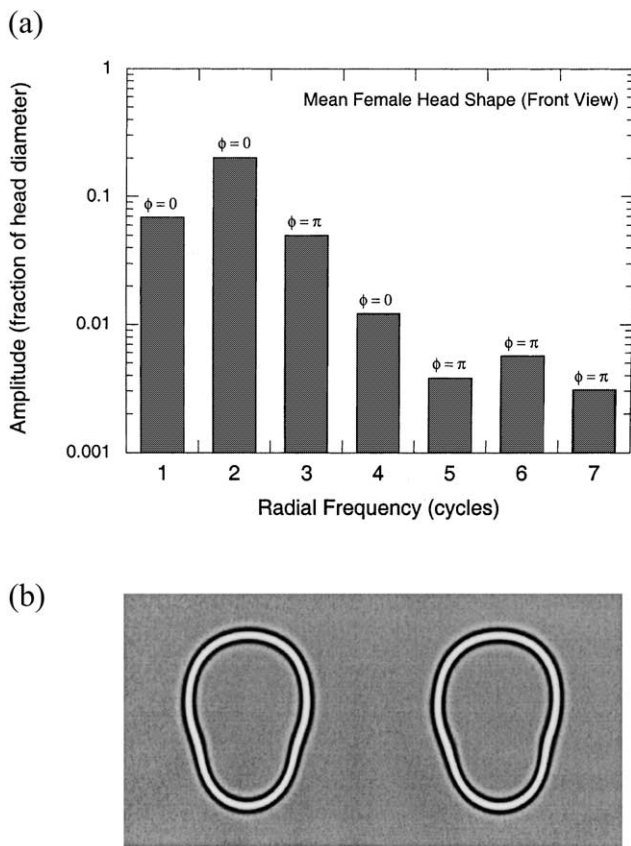 (a)
1
Mean Female Head Shape (Front View)
ϕ = 0
ϕ = 0
0.1
ϕ = π
ϕ = 0
0.01
ϕ = π
ϕ = π
ϕ = π
0.001
Amplitude (fraction of head diameter)
1 2 3 4 5 6 7
Radial Frequency (cycles)
(b)